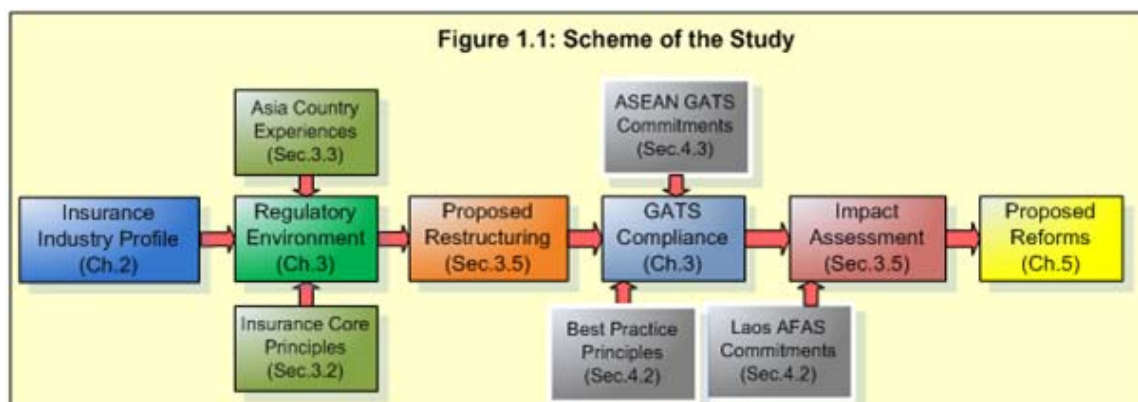 Figure 1.1: Scheme of the Study
Asia Country
Experiences
(Sec.3.3)
ASEAN GATS
Commitments
(Sec.4.3)
Insurance
Industry Profile
(Ch.2)
Regulatory
Environment
(Ch.3)
Proposed
Restructuring
(Sec.3.5)
GATS
Compliance
(Ch.3)
Impact
Assessment
(Sec.3.5)
Proposed
Reforms
(Ch.5)
Insurance Core
Principles
(Sec.3.2)
Best Practice
Principles
(Sec.4.2)
Laos AFAS
Commitments
(Sec.4.2)